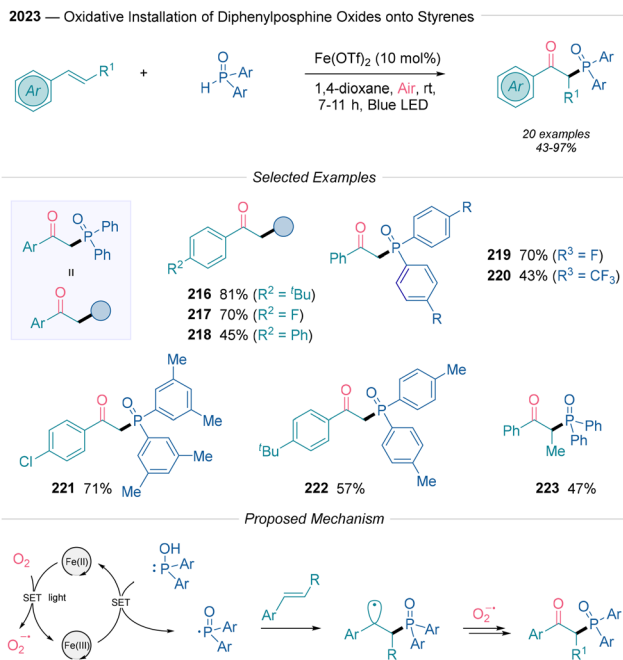 2023 — Oxidative Installation of Diphenylposphine Oxides onto Styrenes
Ar
R¹
+
O
H
P
Ar
Ar
Fe(OTf)₂ (10 mol%)
1,4-dioxane, Air, rt,
7-11 h, Blue LED
O
O
Ar
P
Ar
Ar
R¹
20 examples
43-97%
Selected Examples
O
O
Ar
P
Ph
Ph
=
O
Ar
O
R²
216 81% (R² = ᵗBu)
217 70% (R² = F)
218 45% (R² = Ph)
R
O
O
Ph
P
R
219 70% (R³ = F)
220 43% (R³ = CF₃)
Me
O
O
P
Me
Cl
Me
Me
221 71%
Me
O
O
P
ᵗBu
Me
222 57%
O
O
Ph
P
Ph
Ph
Me
223 47%
Proposed Mechanism
O₂
Fe(II)
SET light
SET
O₂⁻•
Fe(III)
OH
:P
Ar
Ar
O
•P
Ar
Ar
R
Ar
•
O
Ar
P
Ar
Ar
R
O₂⁻•
O
O
Ar
P
Ar
Ar
R¹